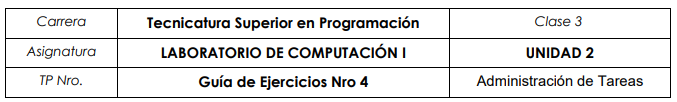 Carrera Tecnicatura Superior en Programación Clase 3
Asignatura LABORATORIO DE COMPUTACIÓN I UNIDAD 2
TP Nro. Guía de Ejercicios Nro 4 Administración de Tareas